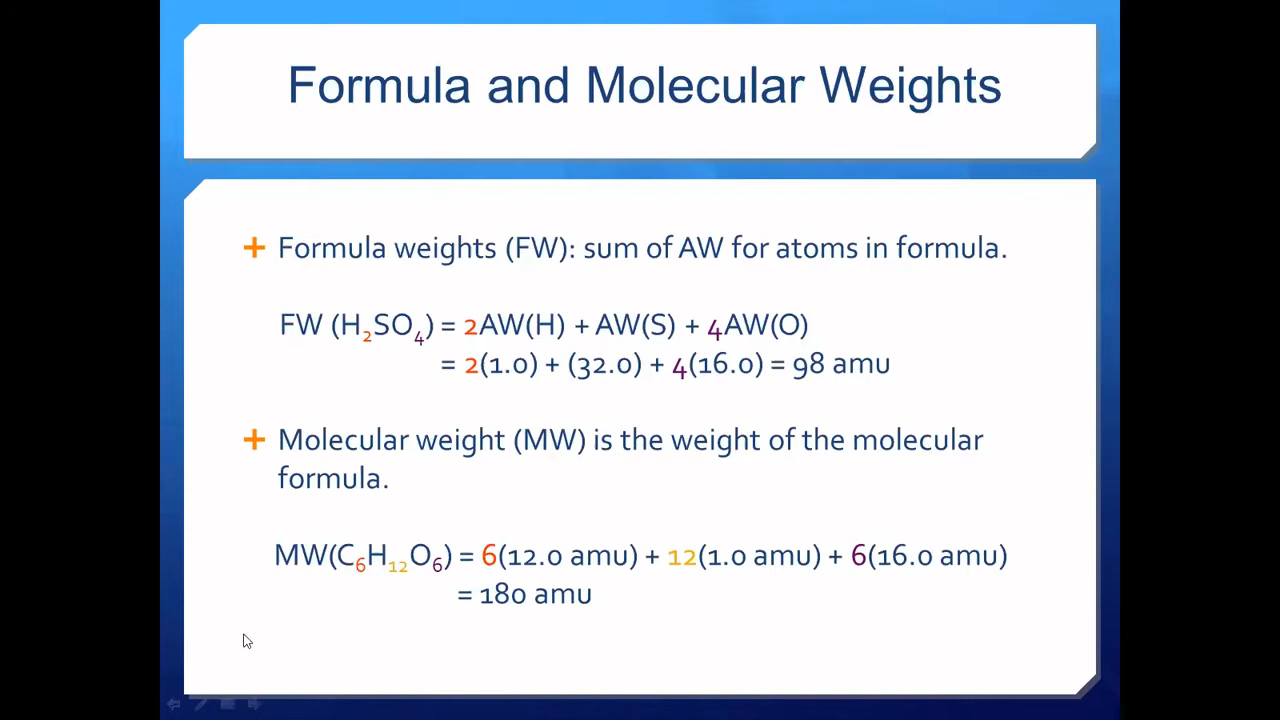 Formula and Molecular Weights
Formula weights (FW): sum of AW for atoms in formula.
FW (H₂SO₄) = 2AW(H) + AW(S) + 4AW(O)
= 2(1.0) + (32.0) + 4(16.0) = 98 amu
Molecular weight (MW) is the weight of the molecular
formula.
MW(C₆H₁₂O₆) = 6(12.0 amu) + 12(1.0 amu) + 6(16.0 amu)
= 180 amu